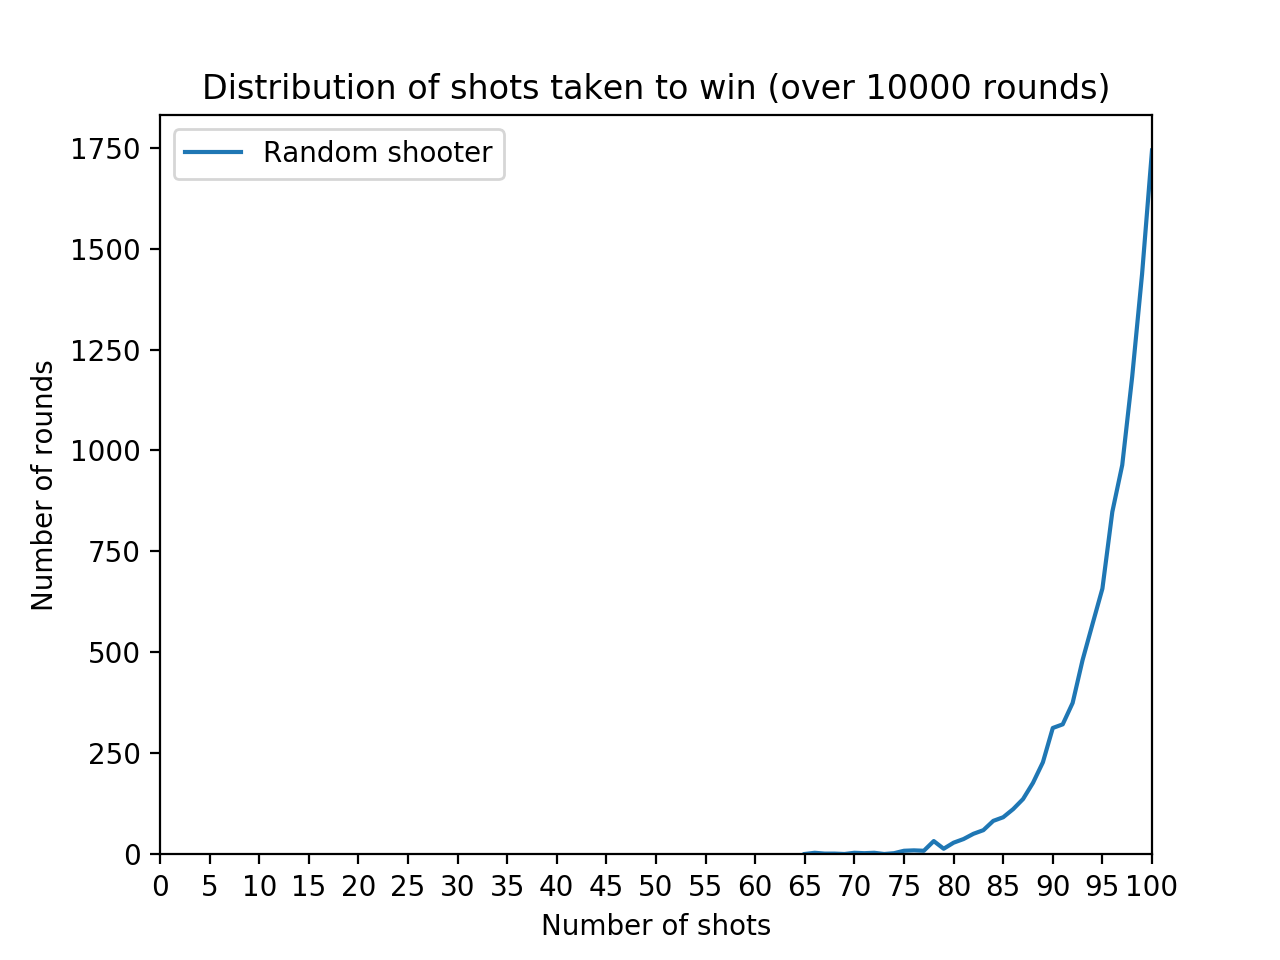 Distribution of shots taken to win (over 10000 rounds)
Random shooter
1750
1500
1250
1000
750
500
250
0
Number of rounds
0 5 10 15 20 25 30 35 40 45 50 55 60 65 70 75 80 85 90 95 100
Number of shots